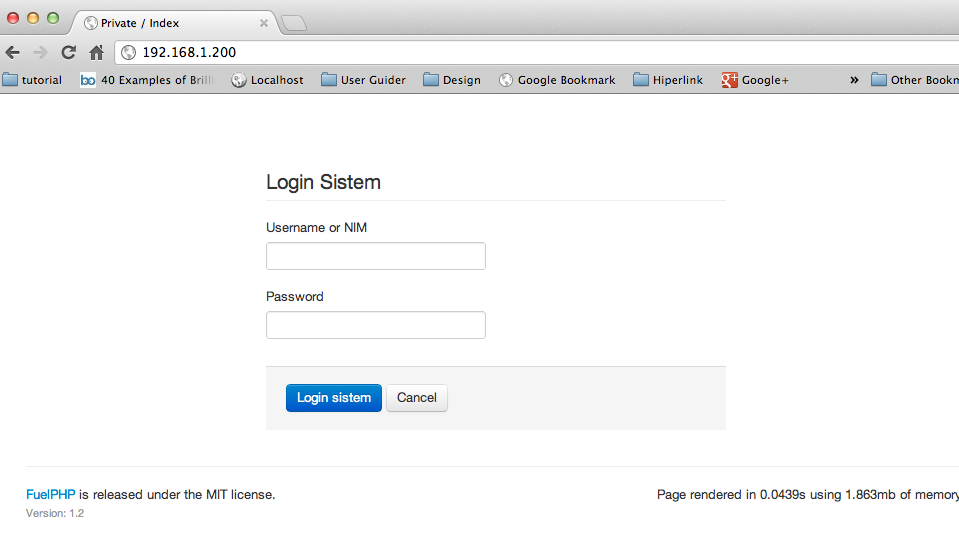 Private / Index
192.168.1.200
tutorial 40 Examples of Brilli Localhost User Guider Design Google Bookmark Hiperlink Google+ » Other Bookm
Login Sistem
Username or NIM
Password
Login sistem Cancel
FuelPHP is released under the MIT license. Page rendered in 0.0439s using 1.863mb of memory
Version: 1.2